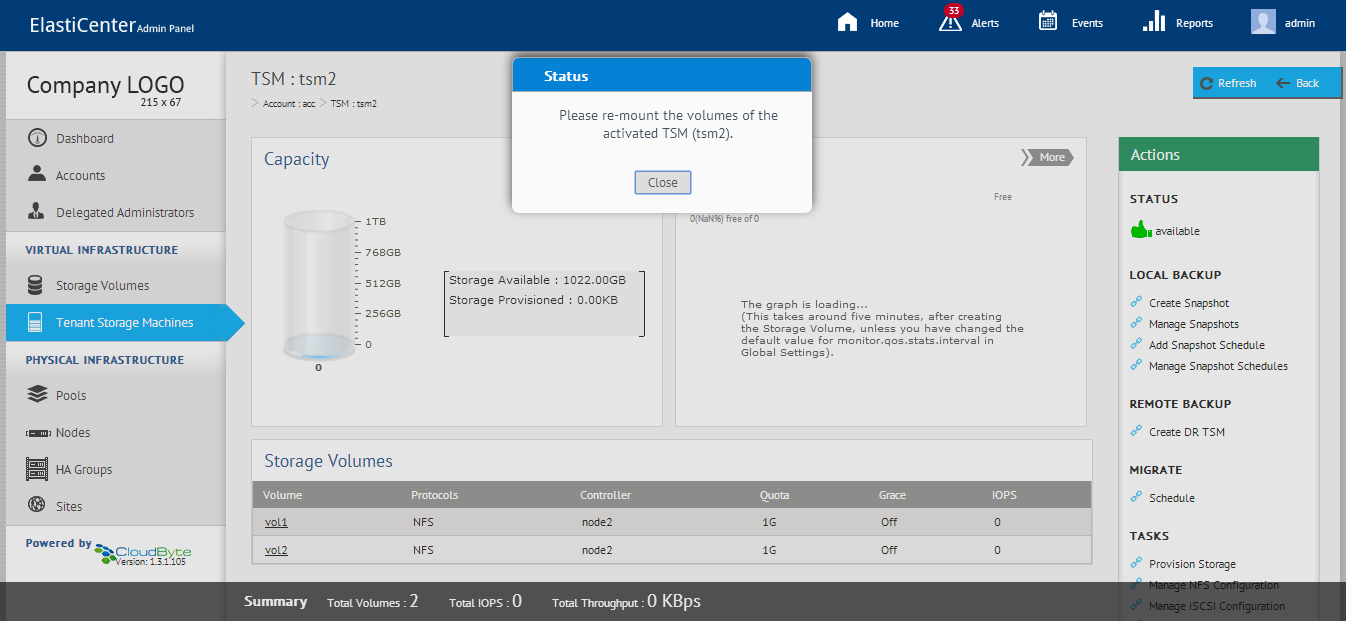 ElastiCenter Admin Panel
Home
33
Alerts
Events
Reports
admin
Company LOGO
215 x 67
Dashboard
Accounts
Delegated Administrators
VIRTUAL INFRASTRUCTURE
Storage Volumes
Tenant Storage Machines
PHYSICAL INFRASTRUCTURE
Pools
Nodes
HA Groups
Sites
Powered by CloudByte
Version: 1.3.1.105
TSM : tsm2
> Account : acc > TSM : tsm2
Refresh
Back
Status
Please re-mount the volumes of the
activated TSM (tsm2).
Close
Capacity
1TB
768GB
512GB
256GB
0
0
Storage Available : 1022.00GB
Storage Provisioned : 0.00KB
More
Free
0(NaN%) free of 0
The graph is loading...
(This takes around five minutes, after creating
the Storage Volume, unless you have changed the
default value for monitor.qos.stats.interval in
Global Settings).
Storage Volumes
Volume Protocols Controller Quota Grace IOPS
vol1 NFS node2 1G Off 0
vol2 NFS node2 1G Off 0
Actions
STATUS
available
LOCAL BACKUP
Create Snapshot
Manage Snapshots
Add Snapshot Schedule
Manage Snapshot Schedules
REMOTE BACKUP
Create DR TSM
MIGRATE
Schedule
TASKS
Provision Storage
Manage NFS Configuration
Manage iSCSI Configuration
Summary Total Volumes : 2 Total IOPS : 0 Total Throughput : 0 KBps